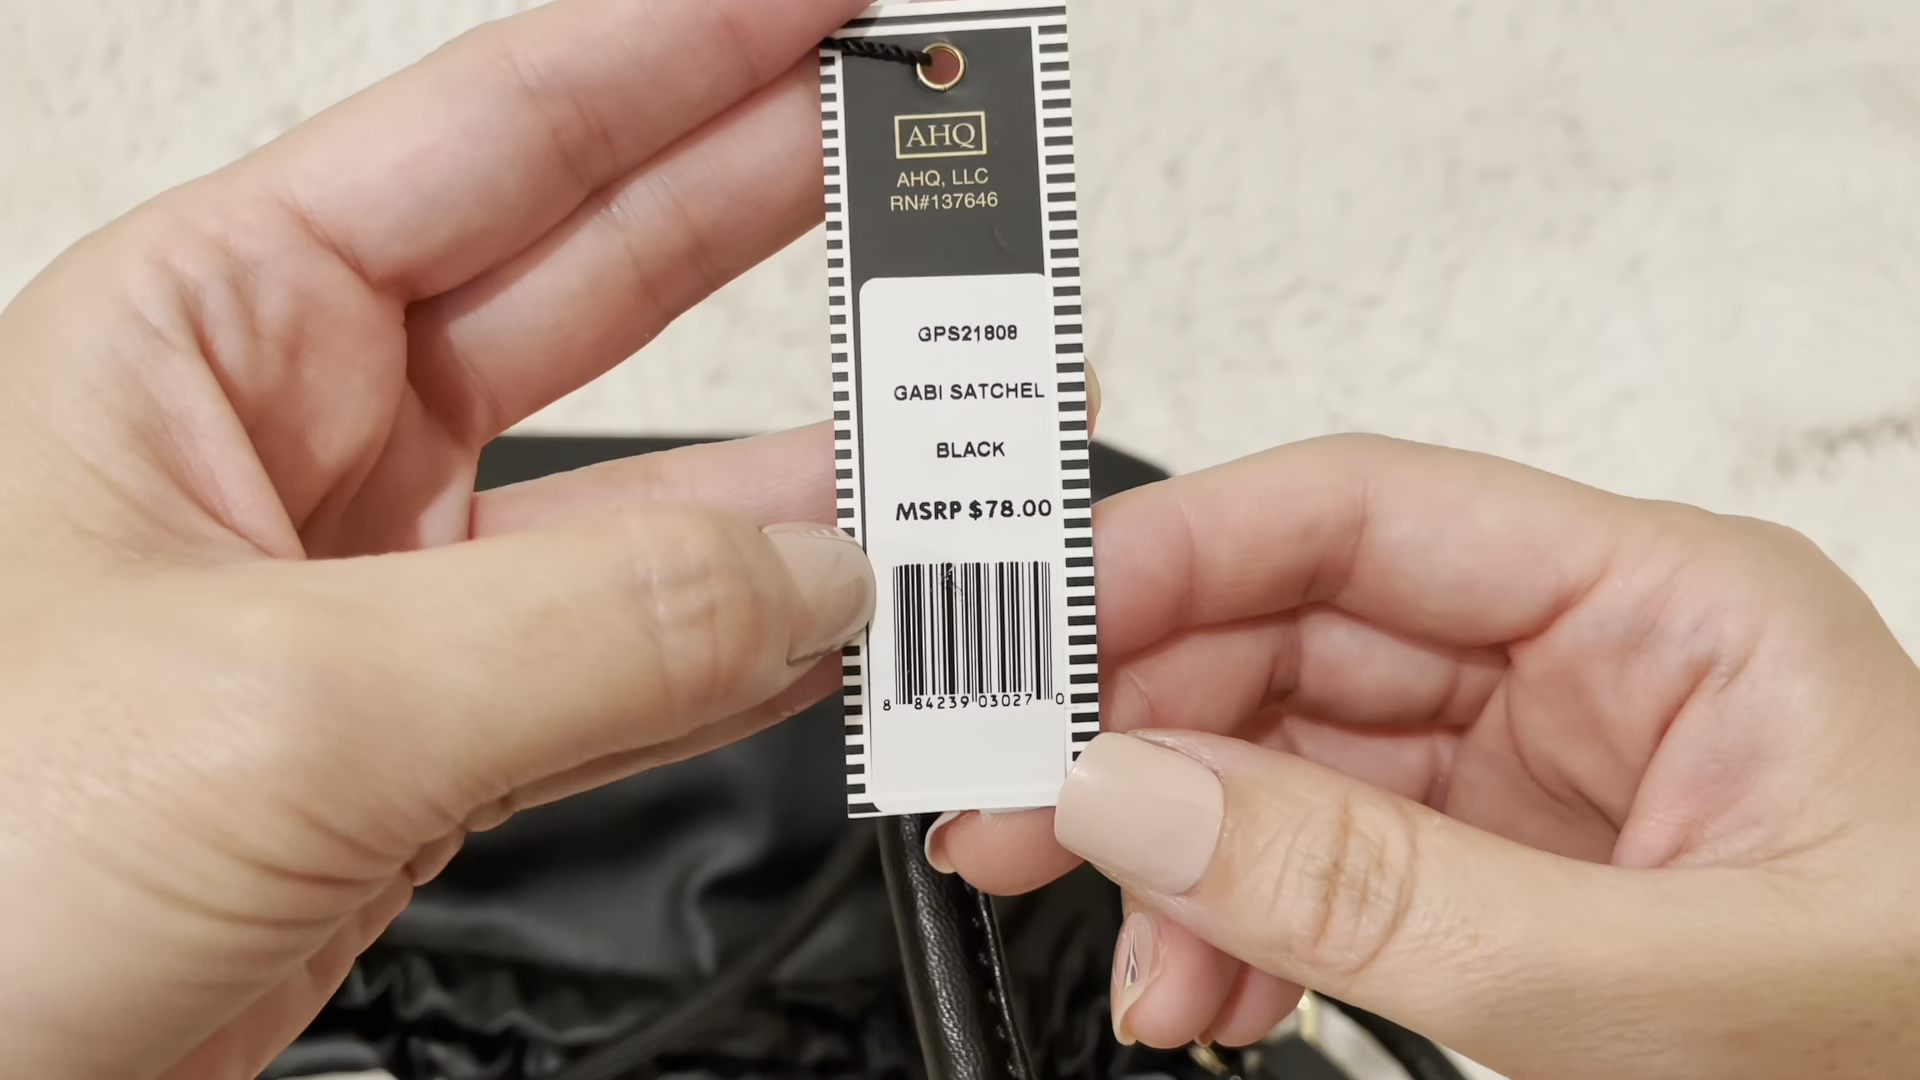 AHQ
AHQ, LLC
RN#137646
GPS21808
GABI SATCHEL
BLACK
MSRP $78.00
8 84239 03027 0